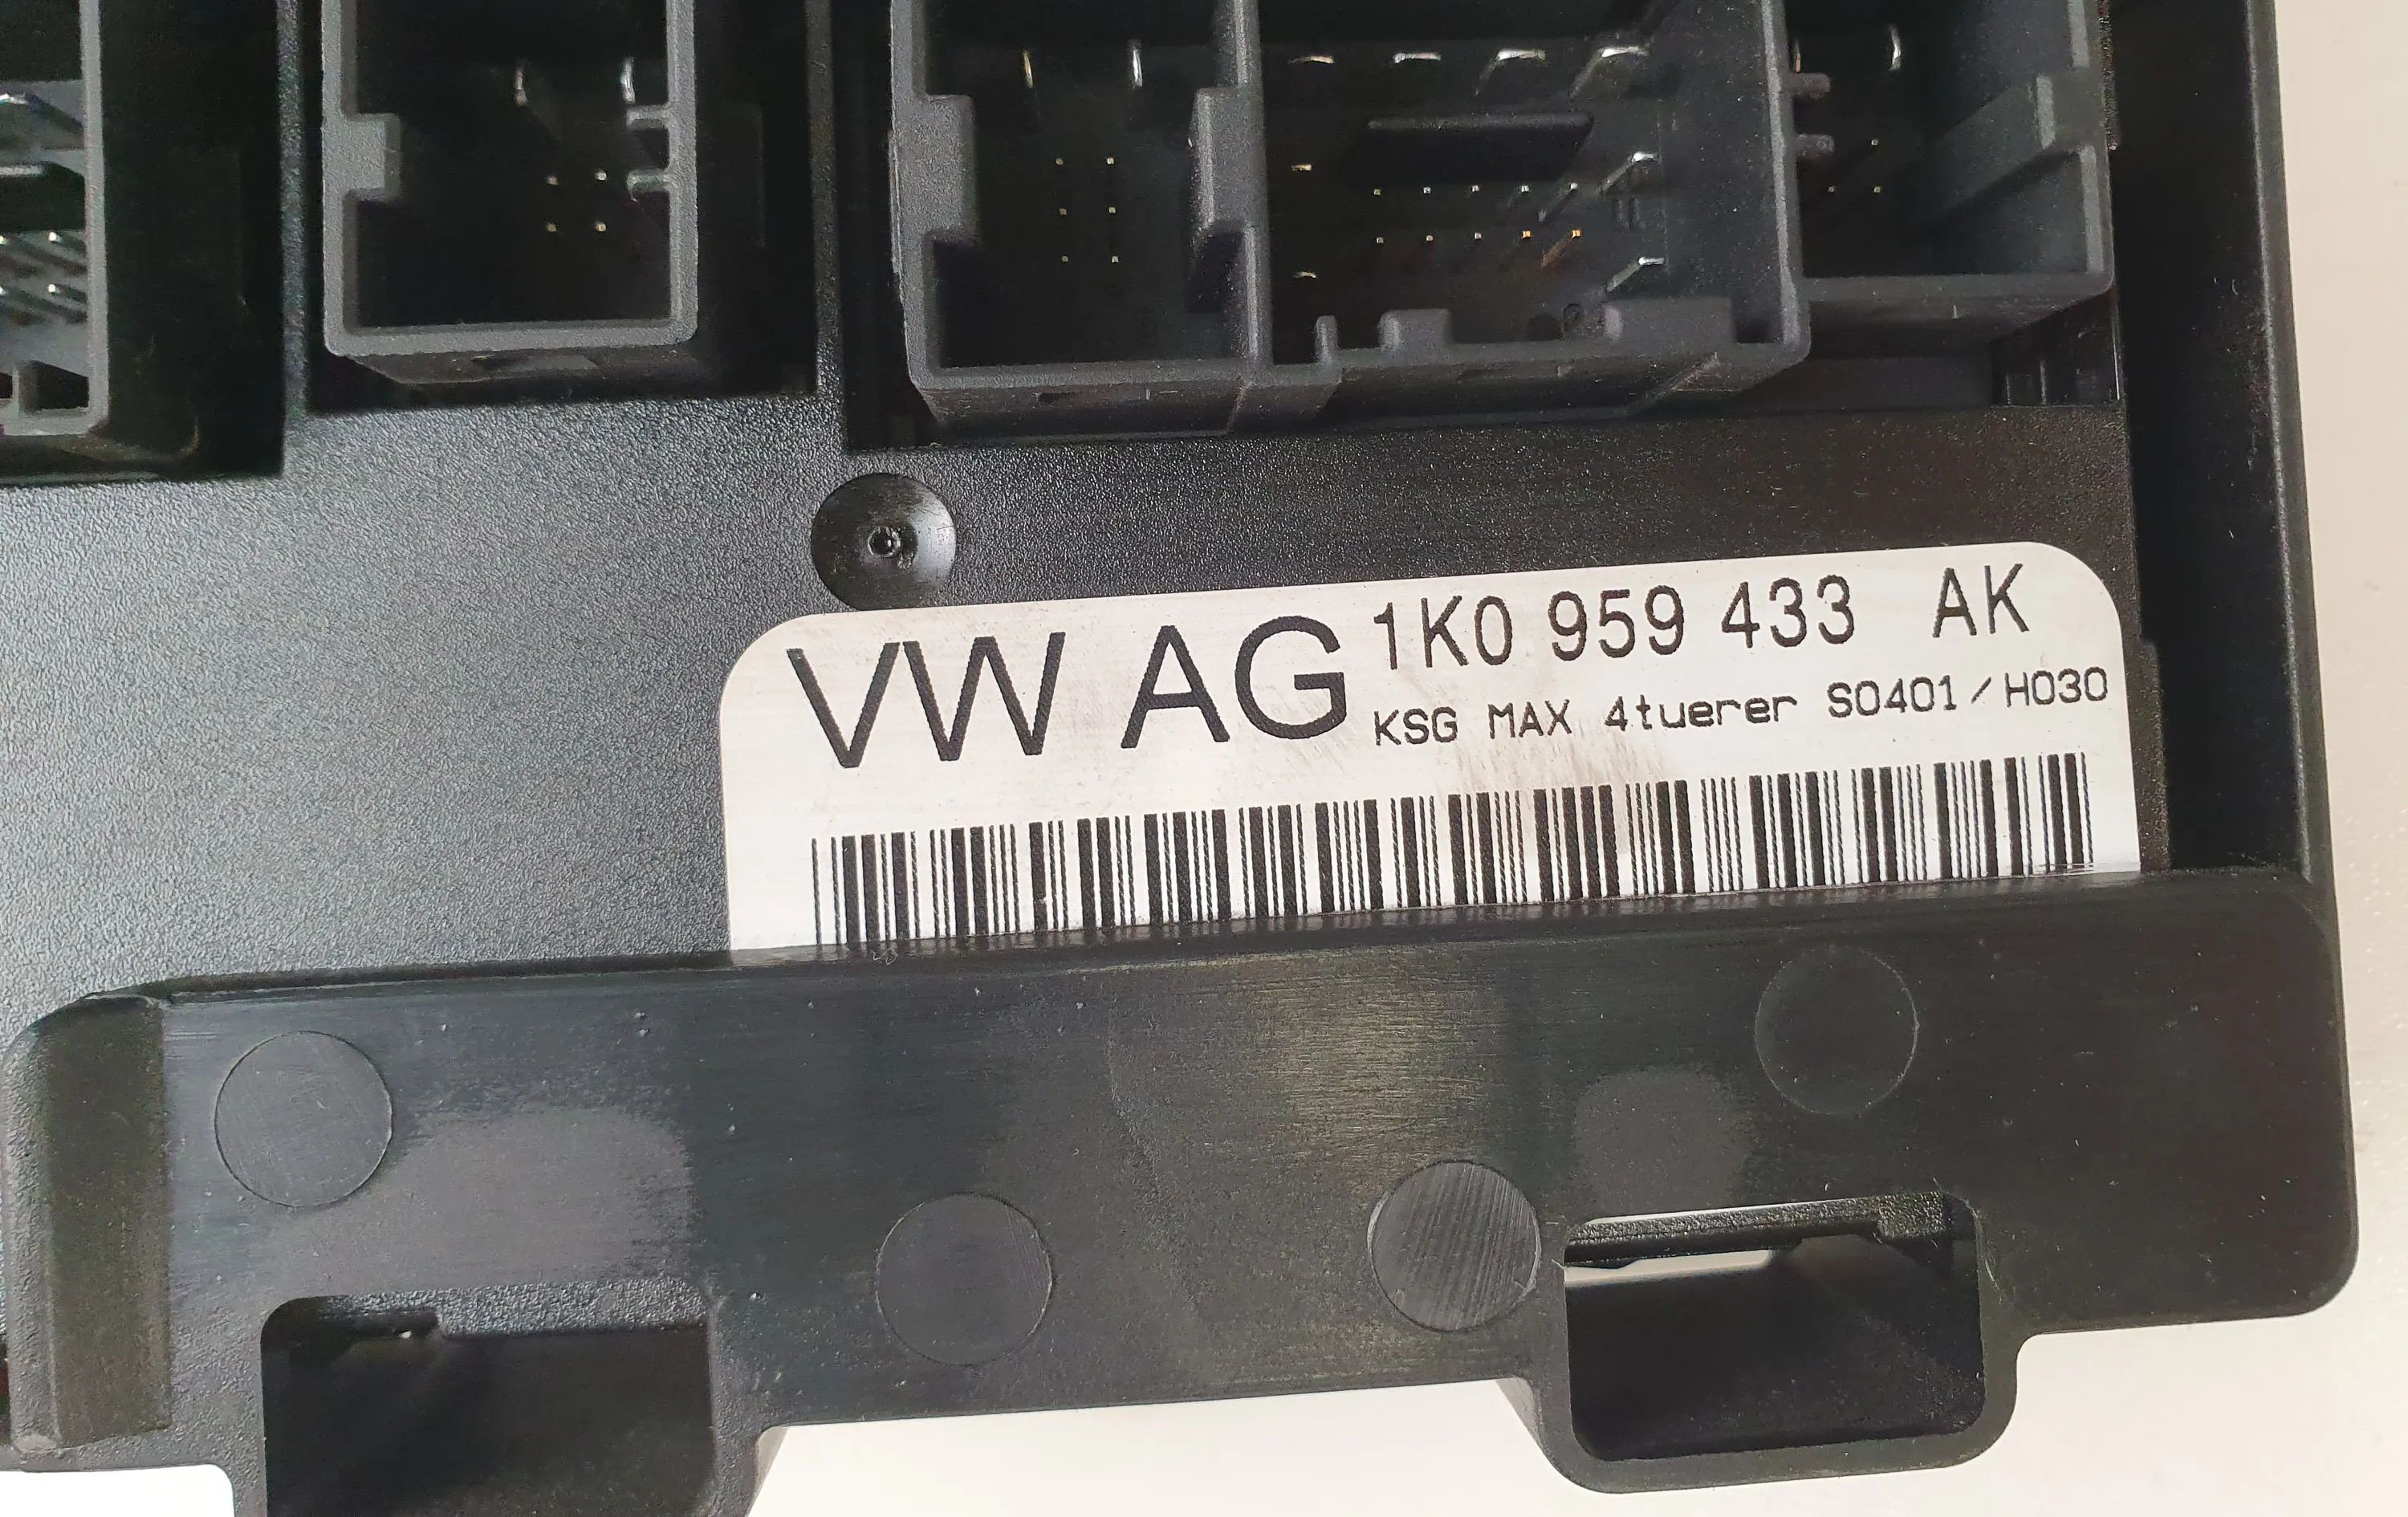 VW AG 1K0 959 433 AK
KSG MAX 4tuerer S0401/H030